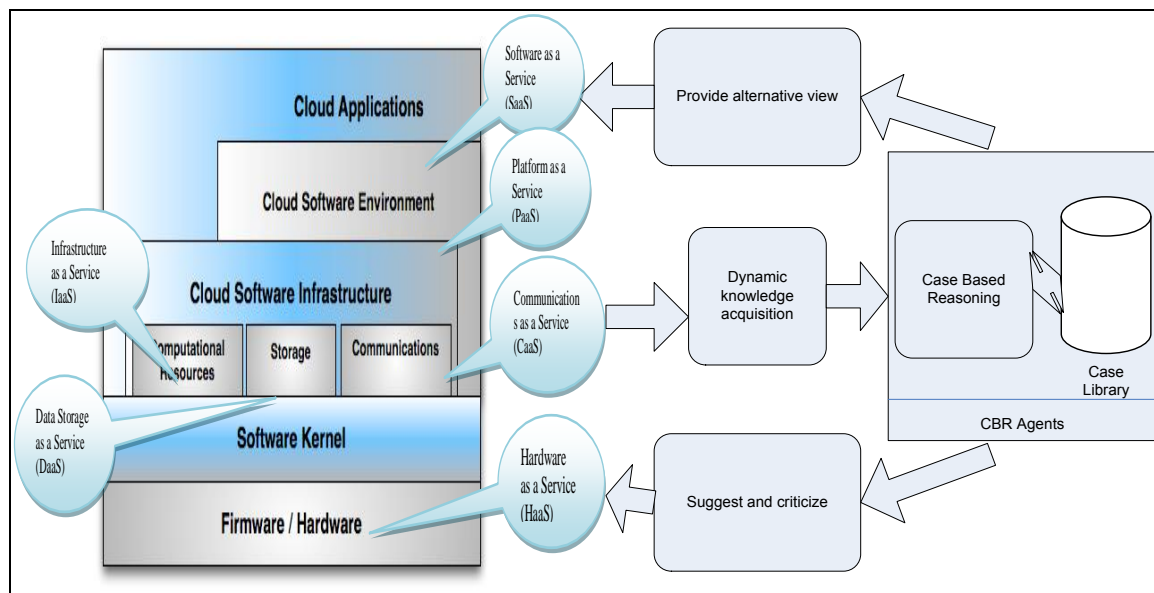 Software as a
Service
(SaaS)
Cloud Applications
Provide alternative view
Platform as a
Service
(PaaS)
Cloud Software Environment
Infrastructure
as a Service
(IaaS)
Cloud Software Infrastructure
Communication
s as a Service
(CaaS)
Dynamic
knowledge
acquisition
Case Based
Reasoning
Computational
Resources
Storage
Communications
Case
Library
CBR Agents
Data Storage
as a Service
(DaaS)
Software Kernel
Hardware
as a Service
(HaaS)
Suggest and criticize
Firmware / Hardware